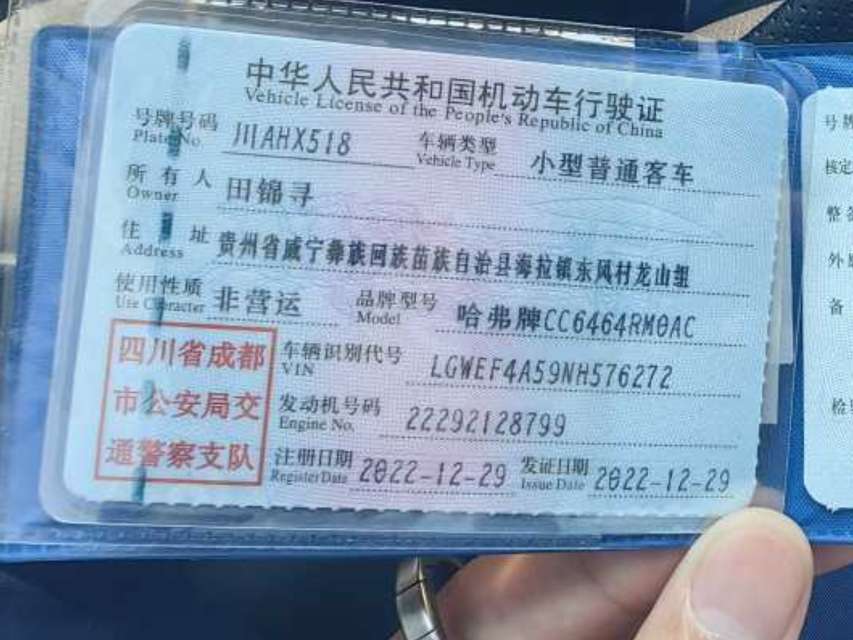 中华人民共和国机动车行驶证
Vehicle License of the People's Republic of China
号牌号码 川AHX518 车辆类型 小型普通客车
Plate No Vehicle Type
所有人 田锦寻
Owner
住址 贵州省威宁彝族回族苗族自治县海拉镇东风村龙山组
Address
使用性质 非营运 品牌型号 哈弗牌CC6464RM0AC
Use Character Model
四川省成都
市公安局交
通警察支队
车辆识别代号 LGWEF4A59NH576272
VIN
发动机号码 22292128799
Engine No.
注册日期 2022-12-29 发证日期 2022-12-29
Register Date Issue Date
号牌
核定
整备
外廓
备
检验